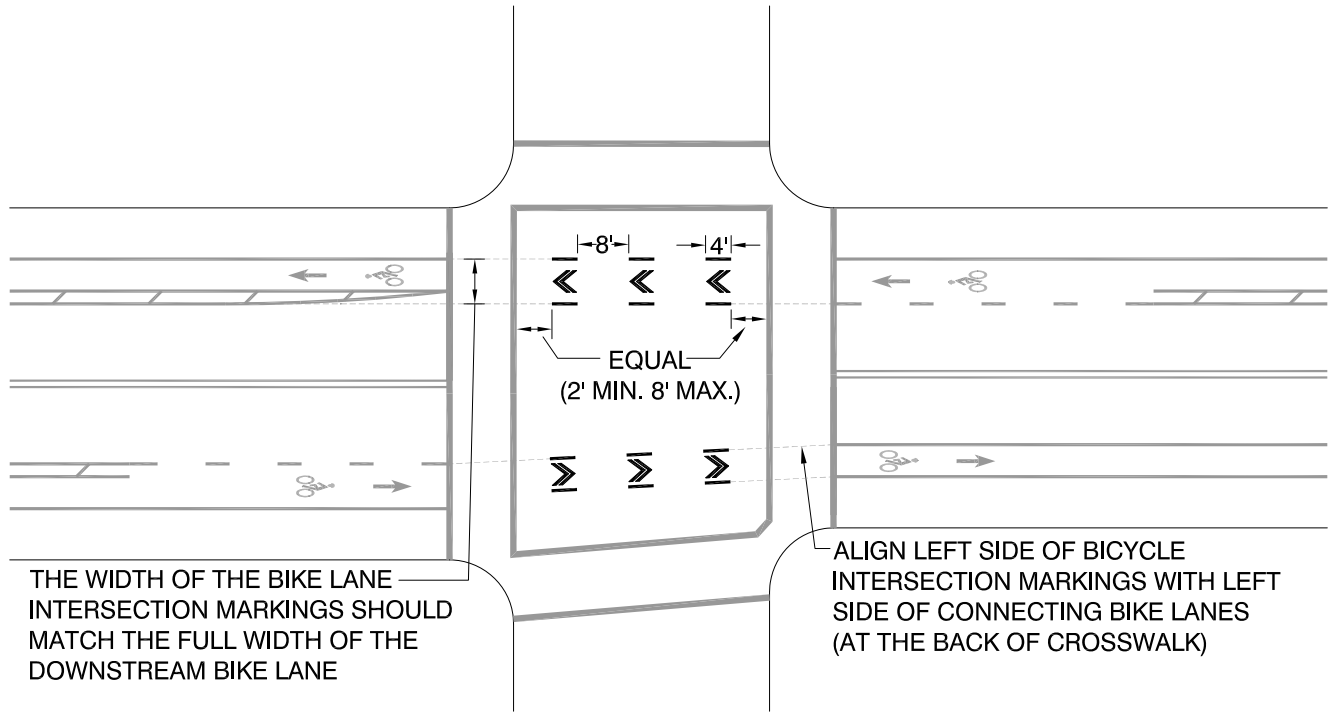 8'
4'
EQUAL
(2' MIN. 8' MAX.)
THE WIDTH OF THE BIKE LANE
INTERSECTION MARKINGS SHOULD
MATCH THE FULL WIDTH OF THE
DOWNSTREAM BIKE LANE
ALIGN LEFT SIDE OF BICYCLE
INTERSECTION MARKINGS WITH LEFT
SIDE OF CONNECTING BIKE LANES
(AT THE BACK OF CROSSWALK)